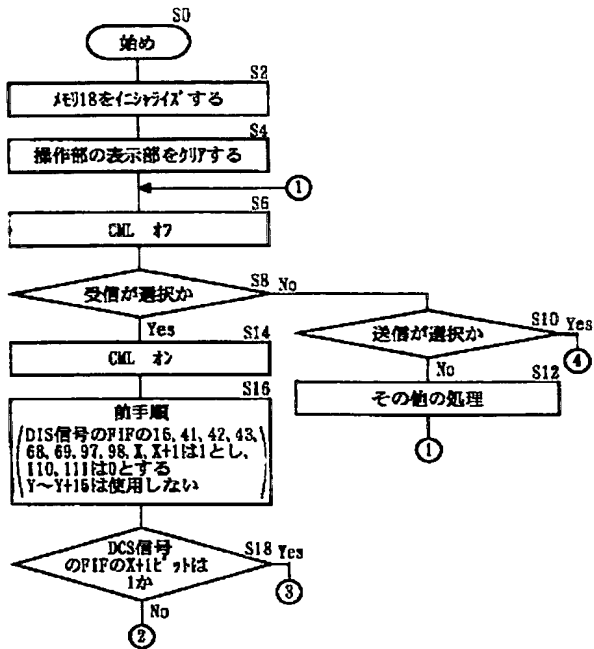 S0
始め
S2
メモリ18をイニシャライズする
S4
操作部の表示部をクリアする
①
S6
CML オフ
S8
受信が選択か
No
Yes
S10
送信が選択か
Yes
④
No
S12
その他の処理
①
S14
CML オン
S16
前手順
DIS信号のFIFの15,41,42,43,
68,69,97,98,X,X+1は1とし、
110,111は0とする
Y〜Y+15は使用しない
S18
DCS信号
のFIFのX+1ビットは
1か
Yes
③
No
②